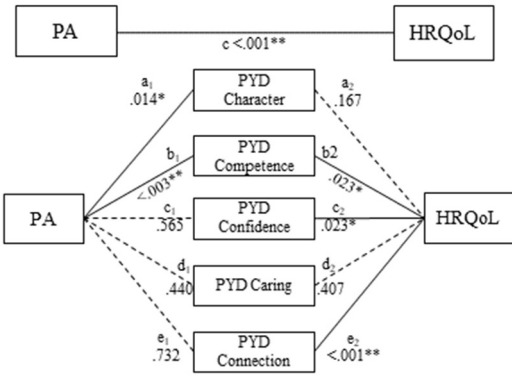 PA
HRQoL
c <.001**
a₁
.014*
PYD
Character
a₂
.167
b₁
<.003**
PYD
Competence
b2
.023*
PA
c₁
.565
PYD
Confidence
c₂
.023*
HRQoL
d₁
.440
PYD Caring
d₂
.407
e₁
.732
PYD
Connection
e₂
<.001**